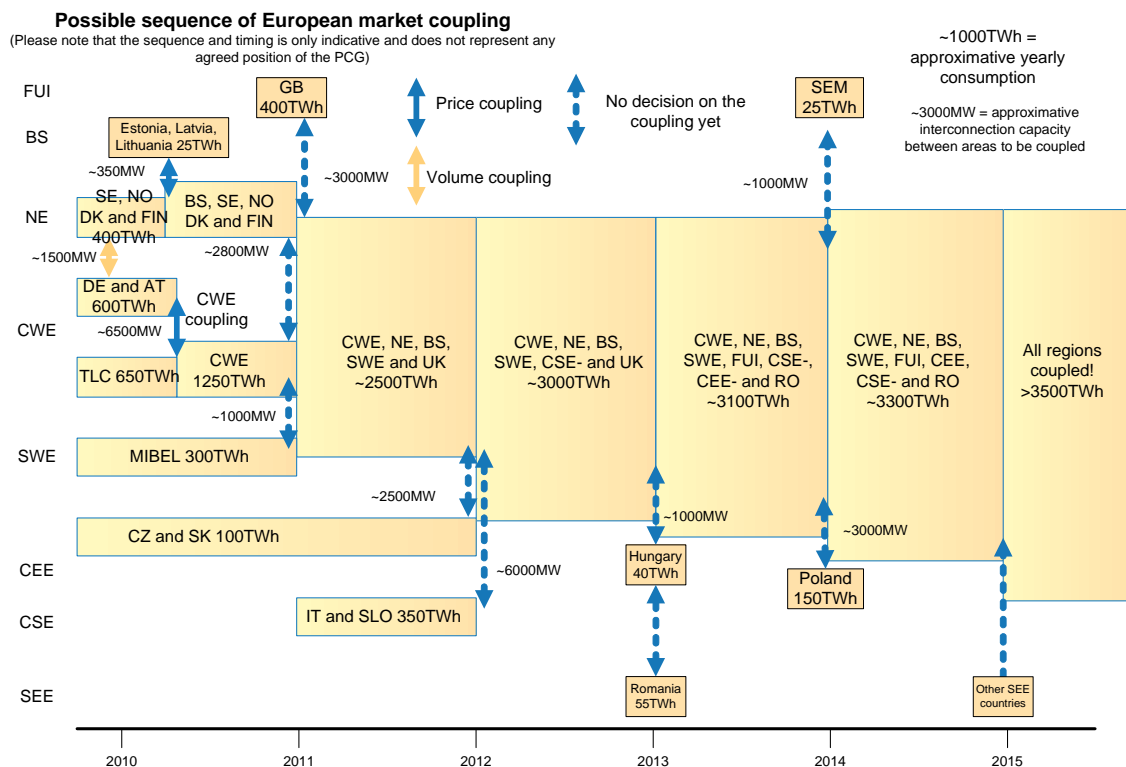 Possible sequence of European market coupling
(Please note that the sequence and timing is only indicative and does not represent any
agreed position of the PCG)
~1000TWh =
approximative yearly
consumption
~3000MW = approximative
interconnection capacity
between areas to be coupled
Price coupling
Volume coupling
No decision on the
coupling yet
FUI
GB
400TWh
SEM
25TWh
BS
Estonia, Latvia,
Lithuania 25TWh
~350MW
~3000MW
~1000MW
NE
SE, NO
DK and FIN
400TWh
BS, SE, NO
DK and FIN
~1500MW
~2800MW
DE and AT
600TWh
CWE
coupling
CWE
~6500MW
TLC 650TWh
CWE
1250TWh
~1000MW
CWE, NE, BS,
SWE and UK
~2500TWh
CWE, NE, BS,
SWE, CSE- and UK
~3000TWh
CWE, NE, BS,
SWE, FUI, CSE-,
CEE- and RO
~3100TWh
CWE, NE, BS,
SWE, FUI, CEE,
CSE- and RO
~3300TWh
All regions
coupled!
>3500TWh
SWE
MIBEL 300TWh
~2500MW
~1000MW
~3000MW
CZ and SK 100TWh
CEE
~6000MW
Hungary
40TWh
Poland
150TWh
CSE
IT and SLO 350TWh
SEE
Romania
55TWh
Other SEE
countries
2010
2011
2012
2013
2014
2015